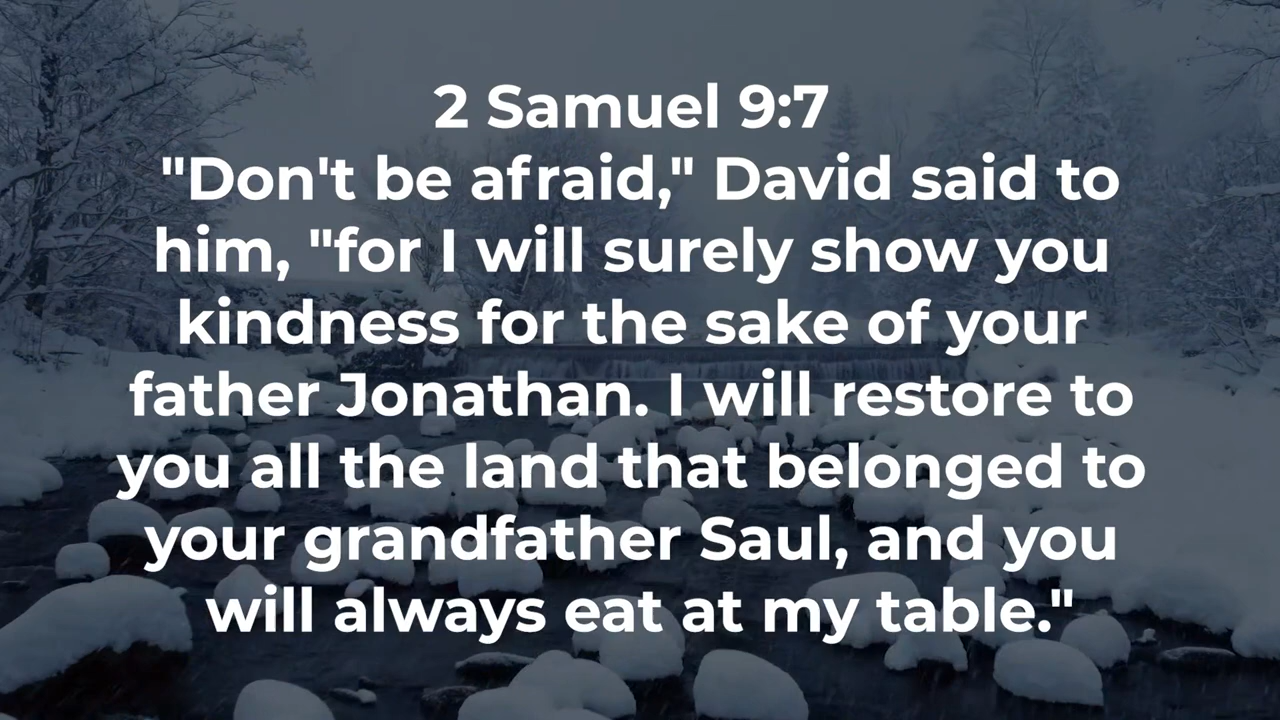 2 Samuel 9:7
"Don't be afraid," David said to
him, "for I will surely show you
kindness for the sake of your
father Jonathan. I will restore to
you all the land that belonged to
your grandfather Saul, and you
will always eat at my table."